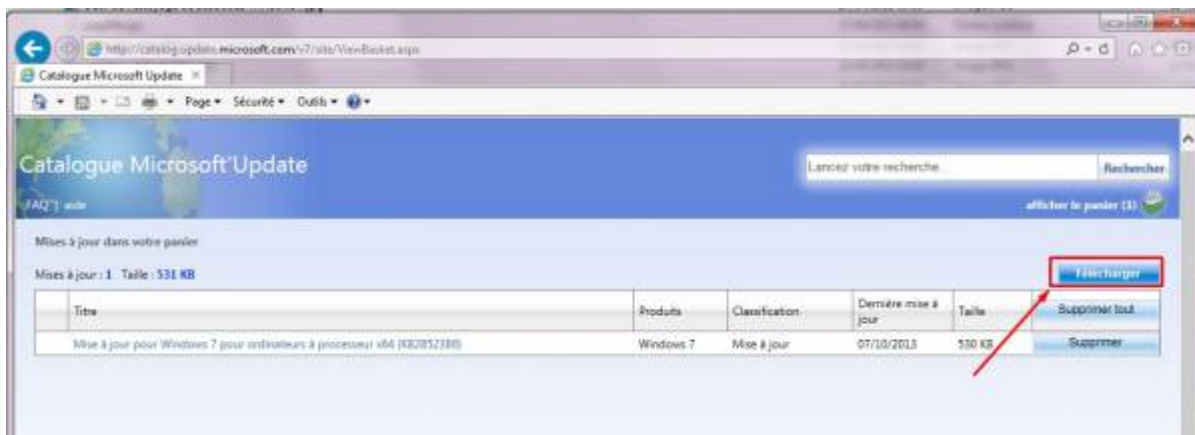 http://catalog.update.microsoft.com/v7/site/ViewBasket.aspx
Catalogue Microsoft Update
Page Sécurité Outils
Catalogue Microsoft Update
Lancez votre recherche...
Rechercher
FAQ | aide
afficher le panier (1)
Mises à jour dans votre panier
Mises à jour : 1 Taille : 531 KB
Télécharger
Titre Produits Classification Dernière mise à jour Taille Supprimer tout
Mise à jour pour Windows 7 pour ordinateurs à processeur x64 (KB2852386) Windows 7 Mise à jour 07/10/2013 530 KB Supprimer